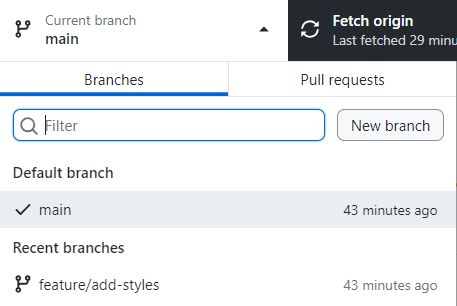 Current branch
main
Fetch origin
Last fetched 29 minu
Branches
Pull requests
Filter
New branch
Default branch
main
43 minutes ago
Recent branches
feature/add-styles
43 minutes ago